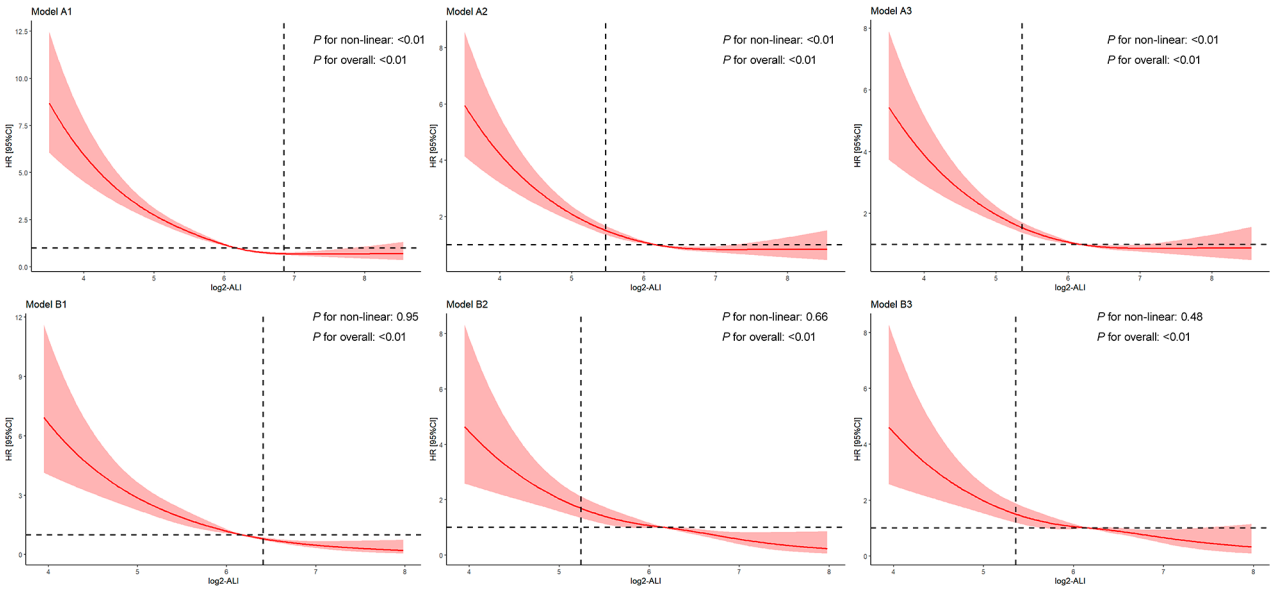 Model A1
P for non-linear: <0.01
P for overall: <0.01
HR [95%CI]
12.5
10.0
7.5
5.0
2.5
0.0
4 5 6 7 8
log2-ALI
Model A2
P for non-linear: <0.01
P for overall: <0.01
HR [95%CI]
8
6
4
2
4 5 6 7 8
log2-ALI
Model A3
P for non-linear: <0.01
P for overall: <0.01
HR [95%CI]
8
6
4
2
4 5 6 7 8
log2-ALI
Model B1
P for non-linear: 0.95
P for overall: <0.01
HR [95%CI]
12
9
6
3
0
4 5 6 7 8
log2-ALI
Model B2
P for non-linear: 0.66
P for overall: <0.01
HR [95%CI]
8
6
4
2
0
4 5 6 7 8
log2-ALI
Model B3
P for non-linear: 0.48
P for overall: <0.01
HR [95%CI]
8
6
4
2
0
4 5 6 7 8
log2-ALI